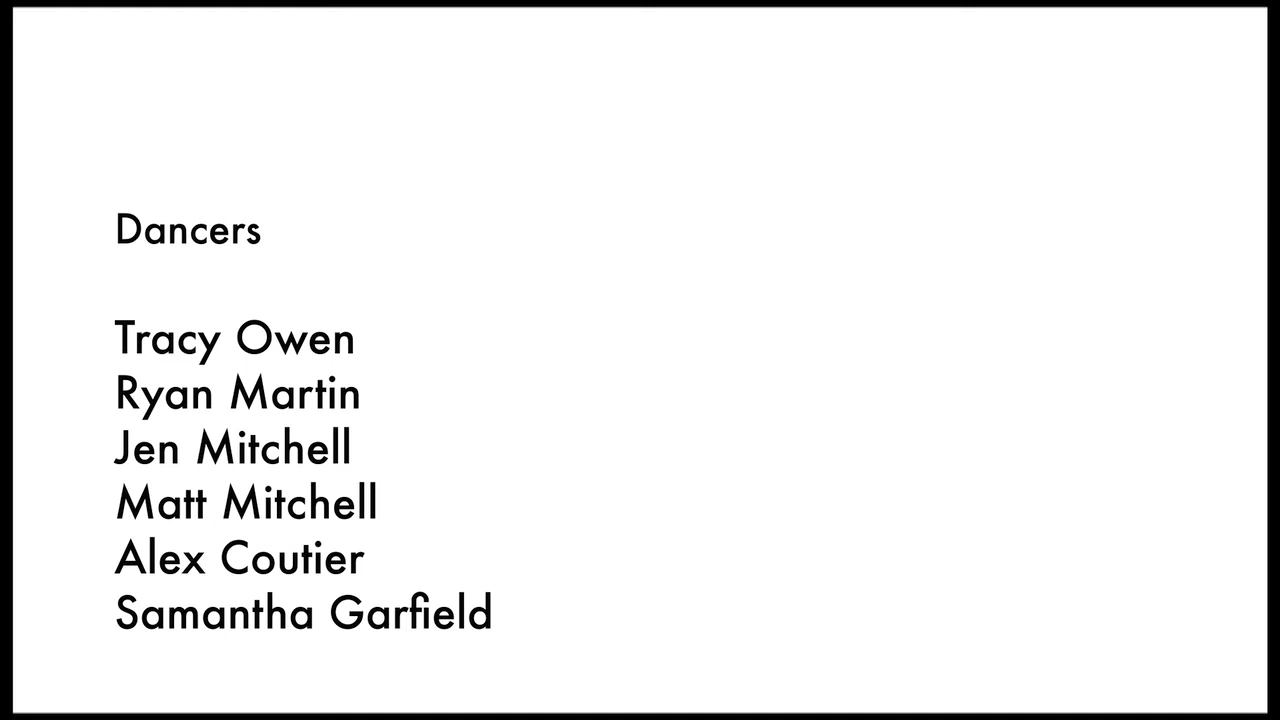 Dancers
Tracy Owen
Ryan Martin
Jen Mitchell
Matt Mitchell
Alex Coutier
Samantha Garfield